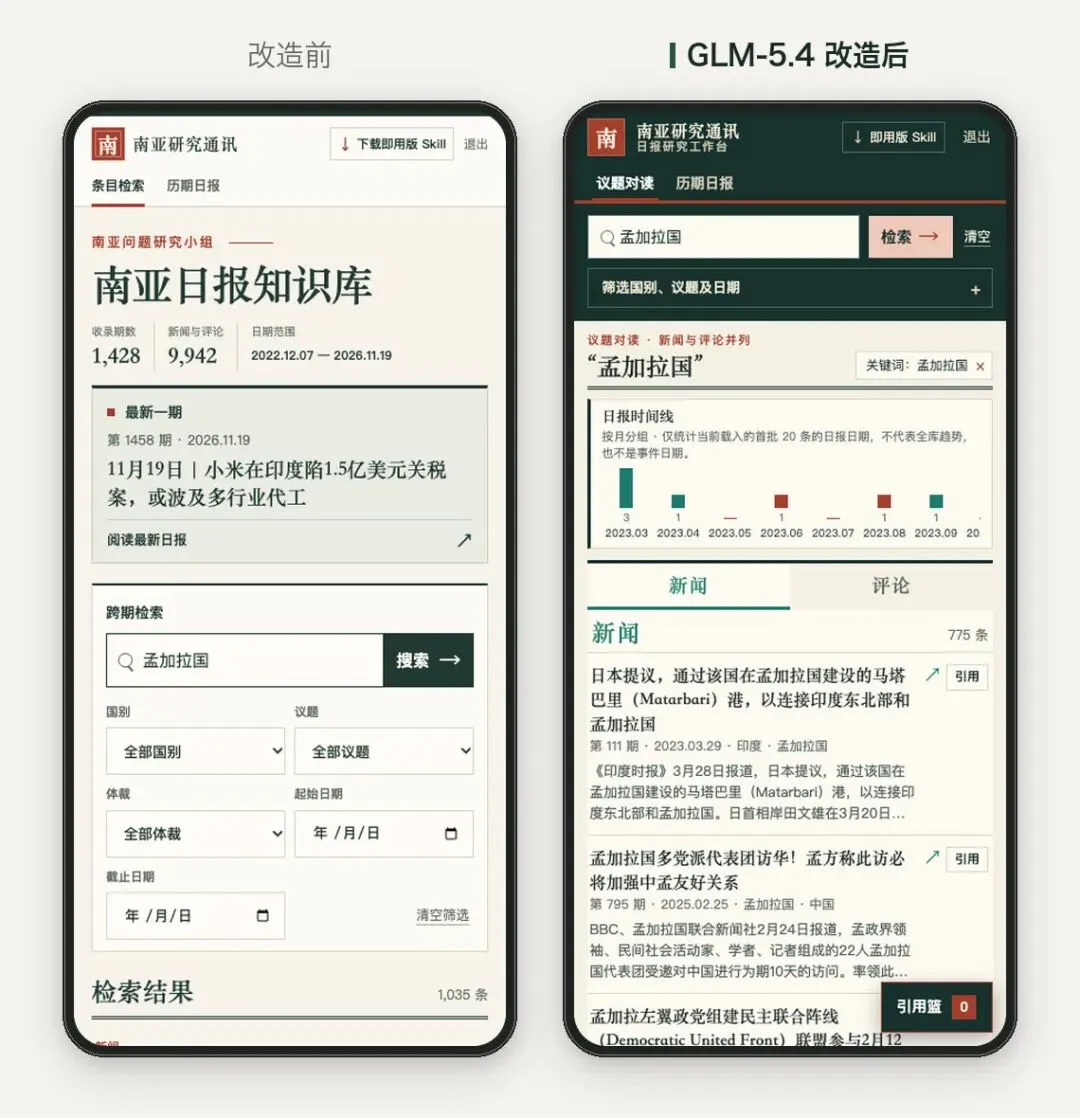 改造前
南
南亚研究通讯
↓ 下载即用版 Skill
退出
条目检索
历期日报
南亚问题研究小组
南亚日报知识库
收录期数
新闻与评论
日期范围
1,428
9,942
2022.12.07 — 2026.11.19
最新一期
第 1458 期 · 2026.11.19
11月19日｜小米在印度陷1.5亿美元关税
案，或波及多行业代工
阅读最新日报
↗
跨期检索
孟加拉国
搜索 →
国别
议题
全部国别
全部议题
体裁
起始日期
全部体裁
年 /月/日
截止日期
年 /月/日
清空筛选
检索结果
1,035 条
新闻
GLM-5.4 改造后
南
南亚研究通讯
日报研究工作台
↓ 即用版 Skill
退出
议题对读
历期日报
孟加拉国
检索 →
清空
筛选国别、议题及日期
+
议题对读 · 新闻与评论并列
“孟加拉国”
关键词：孟加拉国 ×
日报时间线
按月分组 · 仅统计当前载入的首批 20 条的日报日期，不代表全库趋势，
也不是事件日期。
3
1
—
1
—
1
1
2023.03
2023.04
2023.05
2023.06
2023.07
2023.08
2023.09
20
新闻
评论
新闻
775 条
日本提议，通过该国在孟加拉国建设的马塔
巴里（Matarbari）港，以连接印度东北部和
孟加拉国
↗
引用
第 111 期 · 2023.03.29 · 印度 · 孟加拉国
《印度时报》3月28日报道，日本提议，通过该国在
孟加拉国建设的马塔巴里（Matarbari）港，以连接印
度东北部和孟加拉国。日首相岸田文雄在3月20日…
孟加拉国多党派代表团访华！孟方称此访必
将加强中孟友好关系
↗
引用
第 795 期 · 2025.02.25 · 孟加拉国 · 中国
BBC、孟加拉国联合新闻社2月24日报道，孟政界领
袖、民间社会活动家、学者、记者组成的22人孟加拉
国代表团受邀对中国进行为期10天的访问。率领此…
孟加拉左翼政党组建民主联合阵线
（Democratic United Front）联盟参与2月12
引用篮 0